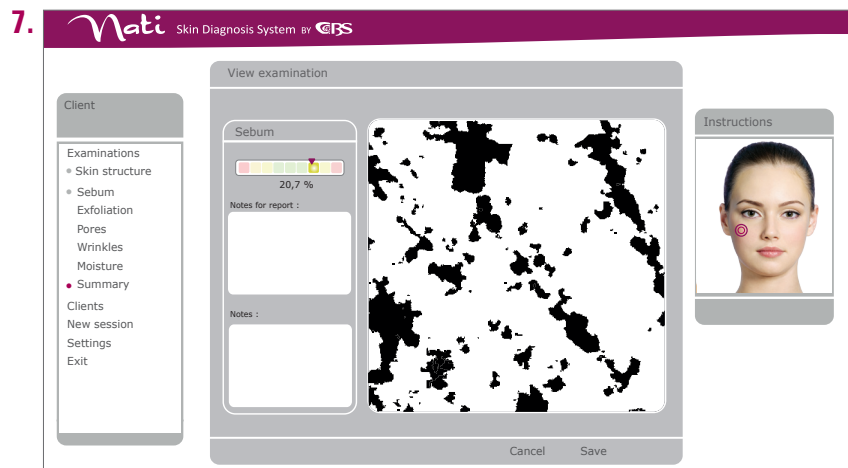 7.
Nati Skin Diagnosis System BY CBS
View examination
Client
Examinations
Skin structure
Sebum
Exfoliation
Pores
Wrinkles
Moisture
Summary
Clients
New session
Settings
Exit
Sebum
20,7 %
Notes for report :
Notes :
Instructions
Cancel Save